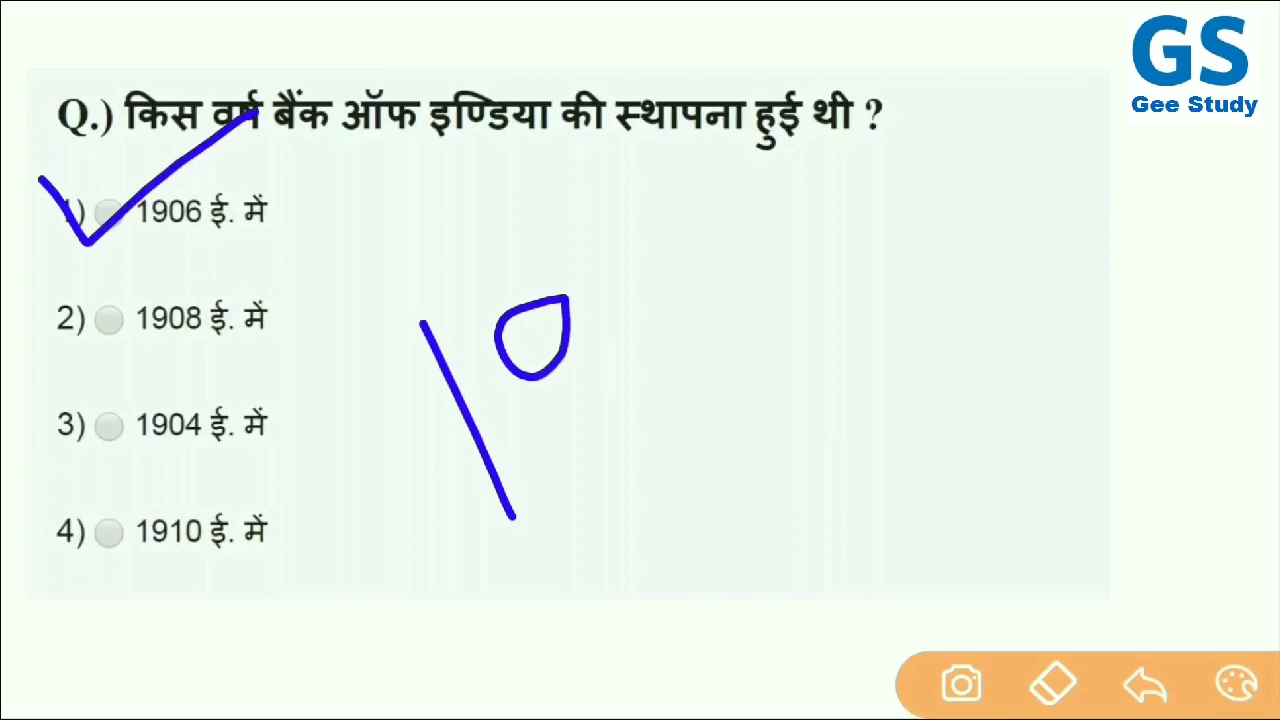 GS
Gee Study
Q.) किस वर्ष बैंक ऑफ इण्डिया की स्थापना हुई थी ?
1) 1906 ई. में
2) 1908 ई. में
3) 1904 ई. में
4) 1910 ई. में